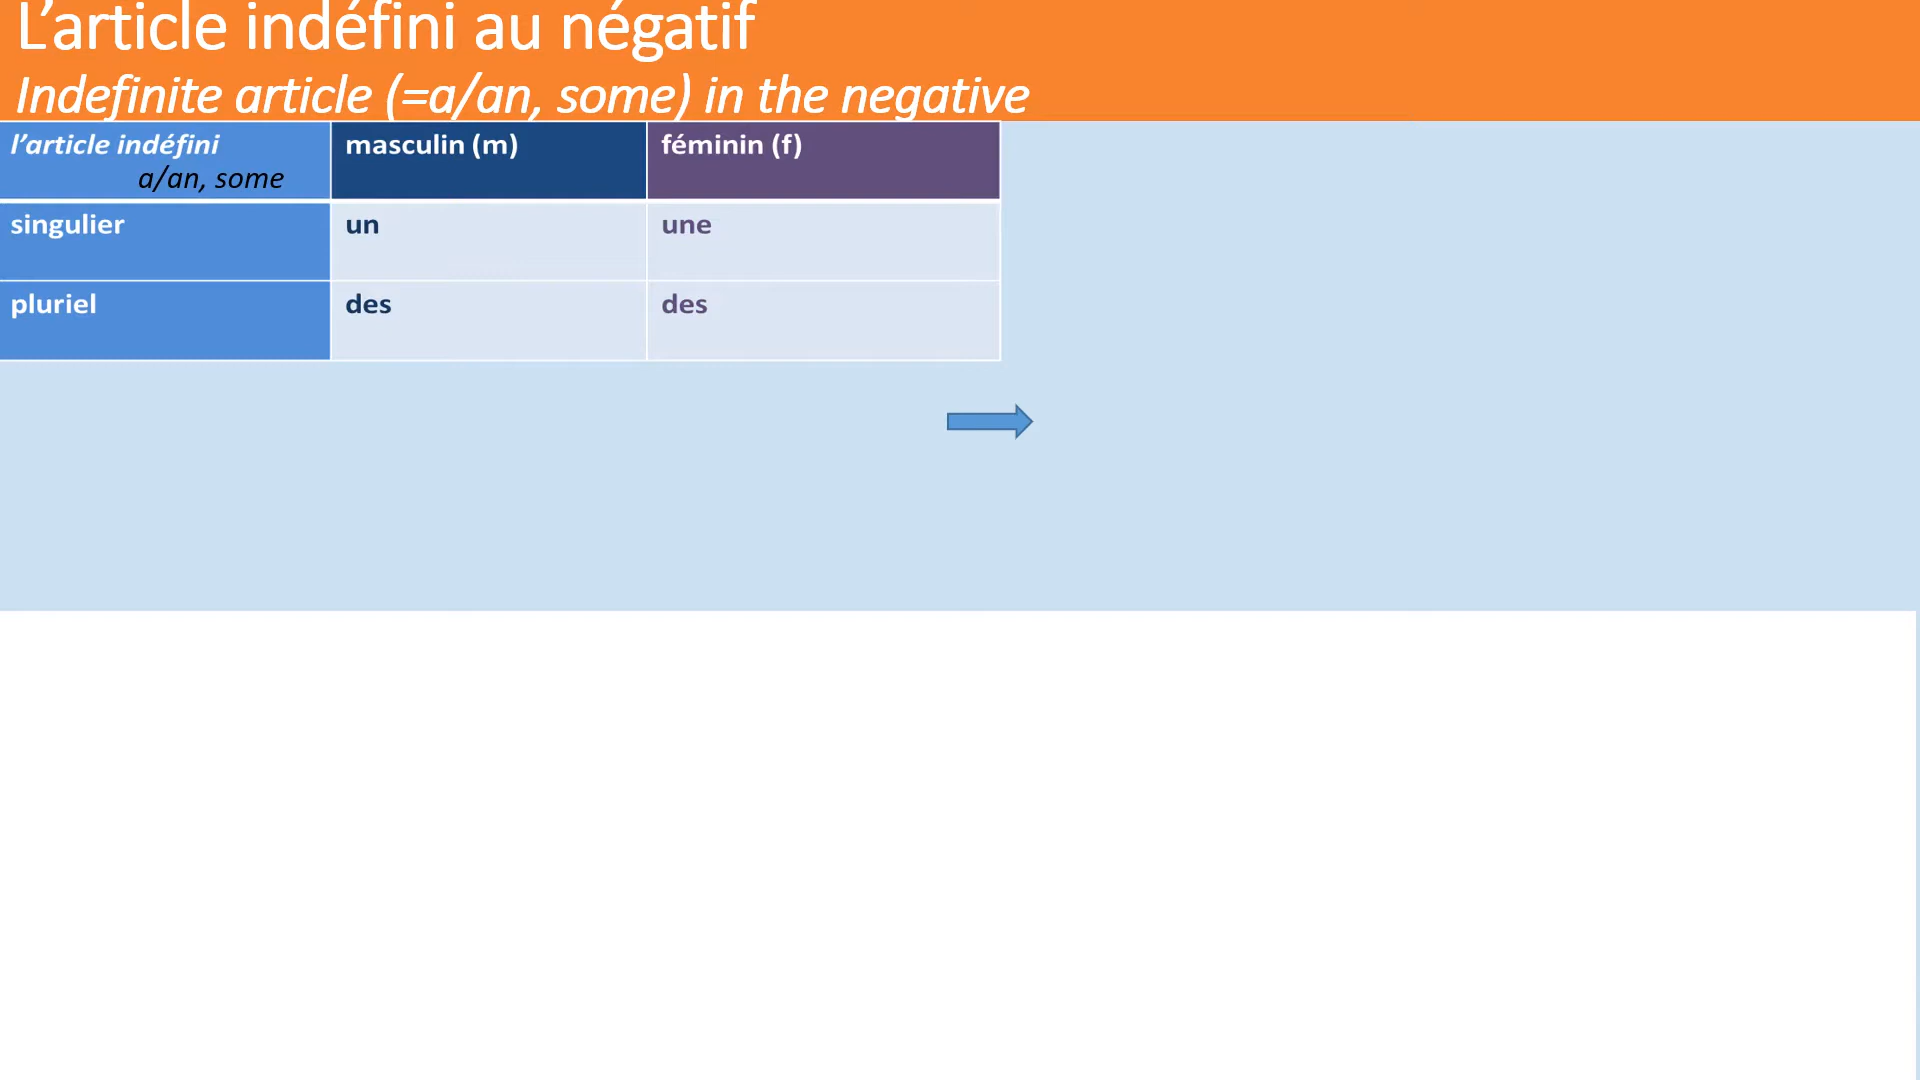 L’article indéfini au négatif
Indefinite article (=a/an, some) in the negative
l’article indéfini masculin (m) féminin (f)
a/an, some
singulier un une
pluriel des des